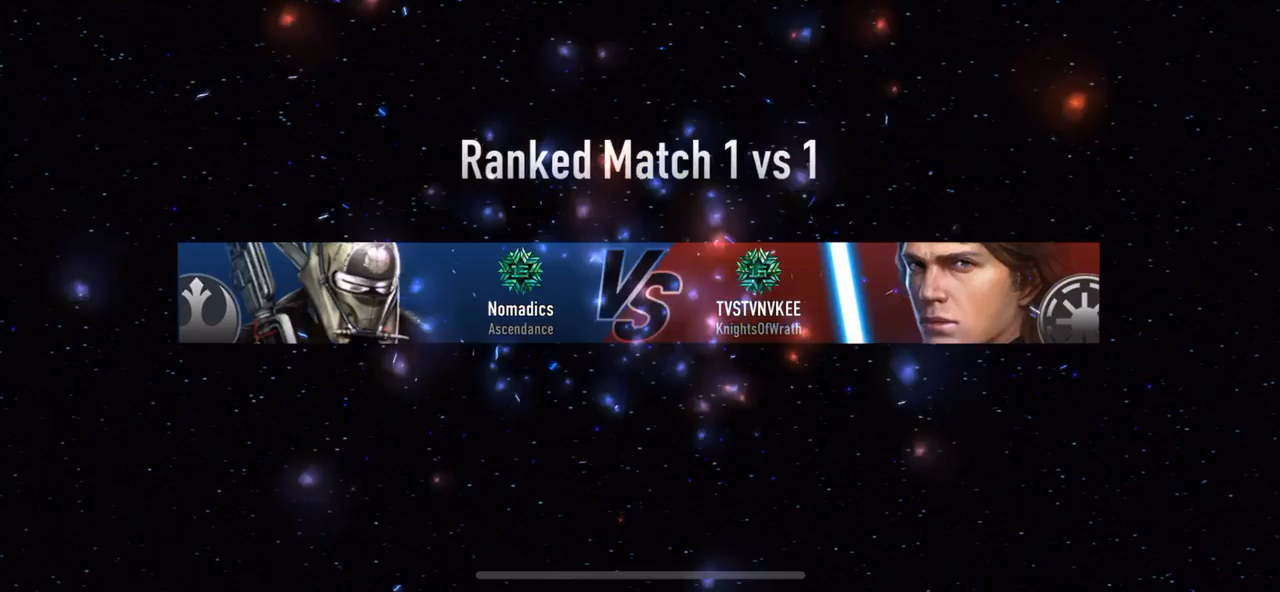 Ranked Match 1 vs 1
VS
Nomadics
Ascendance
TVSTVNVKEE
KnightsOfWrath